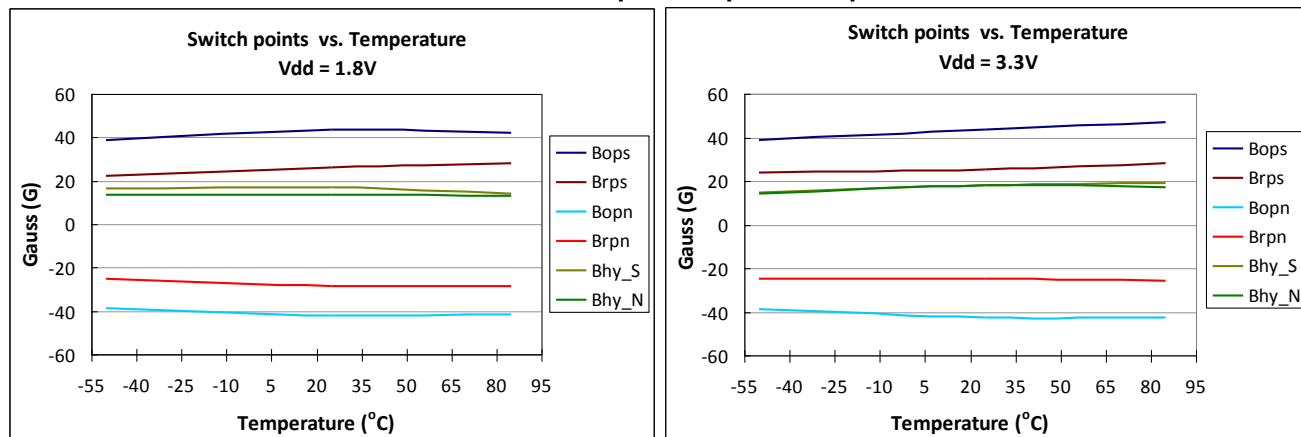 Switch points vs. Temperature
Vdd = 1.8V
Gauss (G)
60
40
20
0
-20
-40
-60
-55 -40 -25 -10 5 20 35 50 65 80 95
Temperature (°C)
Bops
Brps
Bopn
Brpn
Bhy_S
Bhy_N
Switch points vs. Temperature
Vdd = 3.3V
Gauss (G)
60
40
20
0
-20
-40
-60
-55 -40 -25 -10 5 20 35 50 65 80 95
Temperature (°C)
Bops
Brps
Bopn
Brpn
Bhy_S
Bhy_N